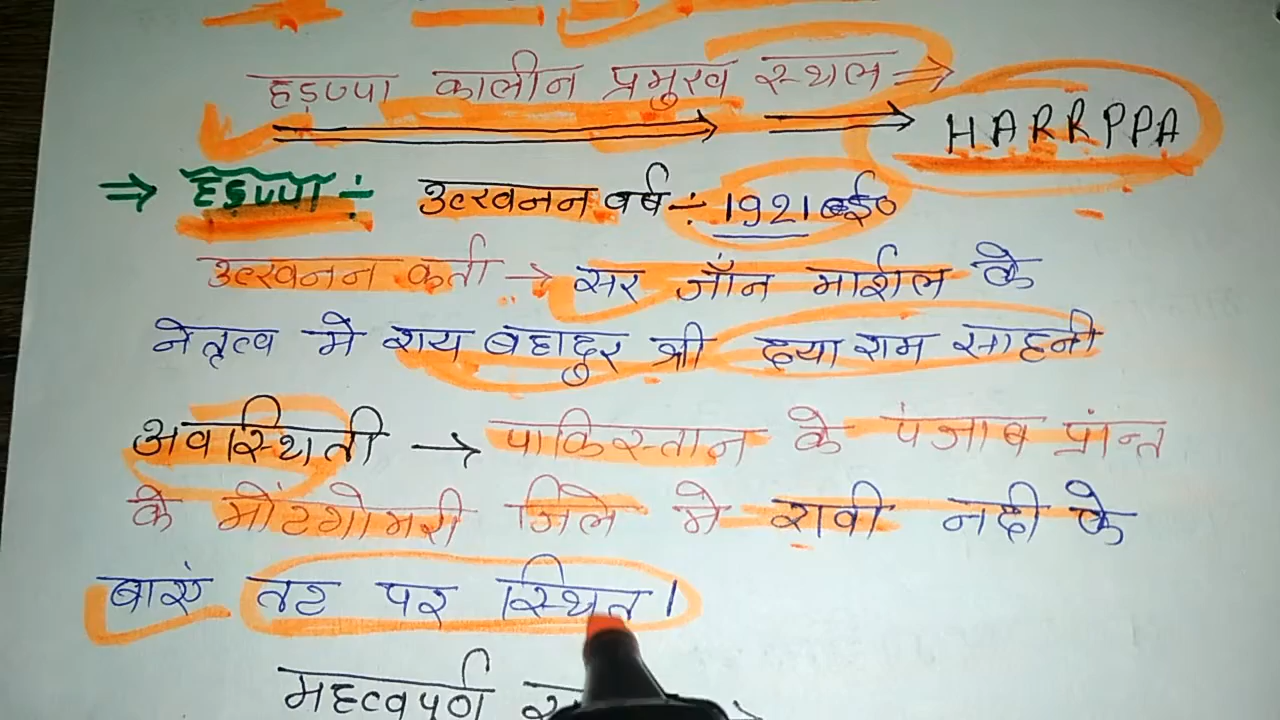 हड़प्पा कालीन प्रमुख स्थल ⇒
HARRPPA
⇒ हड़प्पा ÷ उत्खनन वर्ष ÷ 1921 ई०
उत्खनन कर्ता → सर जॉन मार्शल के
नेतृत्व मे राय बहादुर श्री दया राम साहनी
अवस्थिती → पाकिस्तान के पंजाब प्रांन्त
के मोंटगोमरी जिले मे रावी नदी के
बाएं तट पर स्थित।
महत्वपूर्ण